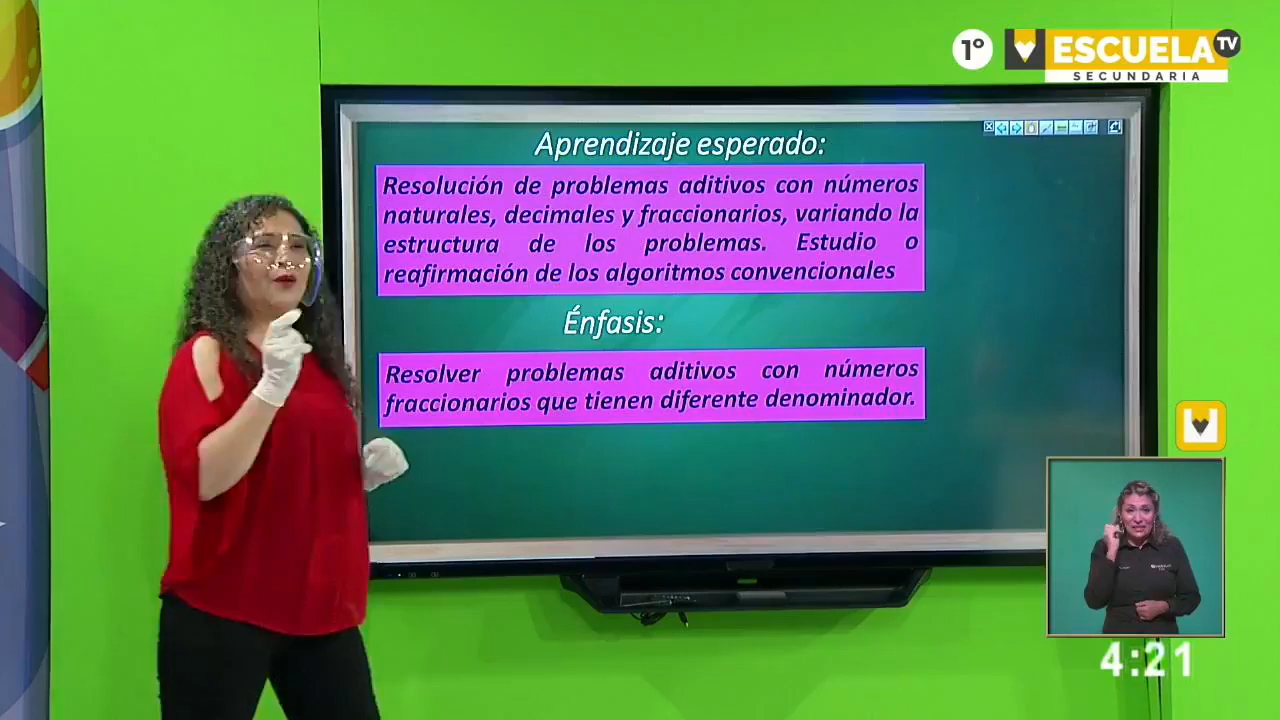 1º
ESCUELA TV
SECUNDARIA
Aprendizaje esperado:
Resolución de problemas aditivos con números
naturales, decimales y fraccionarios, variando la
estructura de los problemas. Estudio o
reafirmación de los algoritmos convencionales
Énfasis:
Resolver problemas aditivos con números
fraccionarios que tienen diferente denominador.
4:21